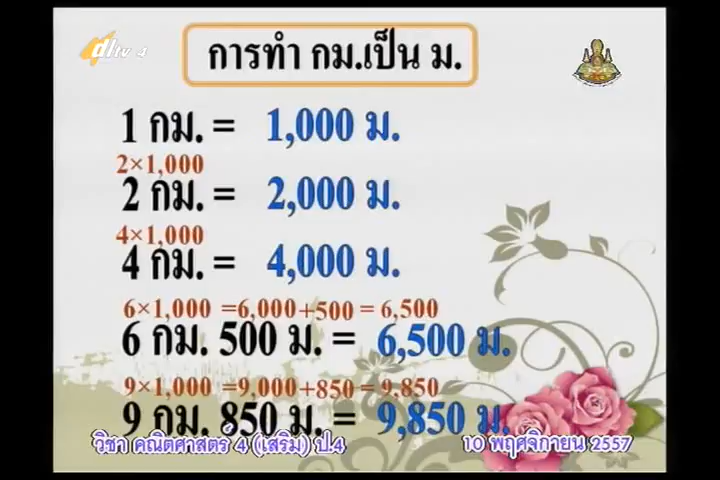 dltv 4
การทำ กม.เป็น ม.
1 กม. = 1,000 ม.
2×1,000
2 กม. = 2,000 ม.
4×1,000
4 กม. = 4,000 ม.
6×1,000 =6,000+500 = 6,500
6 กม. 500 ม. = 6,500 ม.
9×1,000 =9,000+850 = 9,850
9 กม. 850 ม. = 9,850 ม.
วิชา คณิตศาสตร์ 4 (เสริม) ป.4 10 พฤศจิกายน 2557